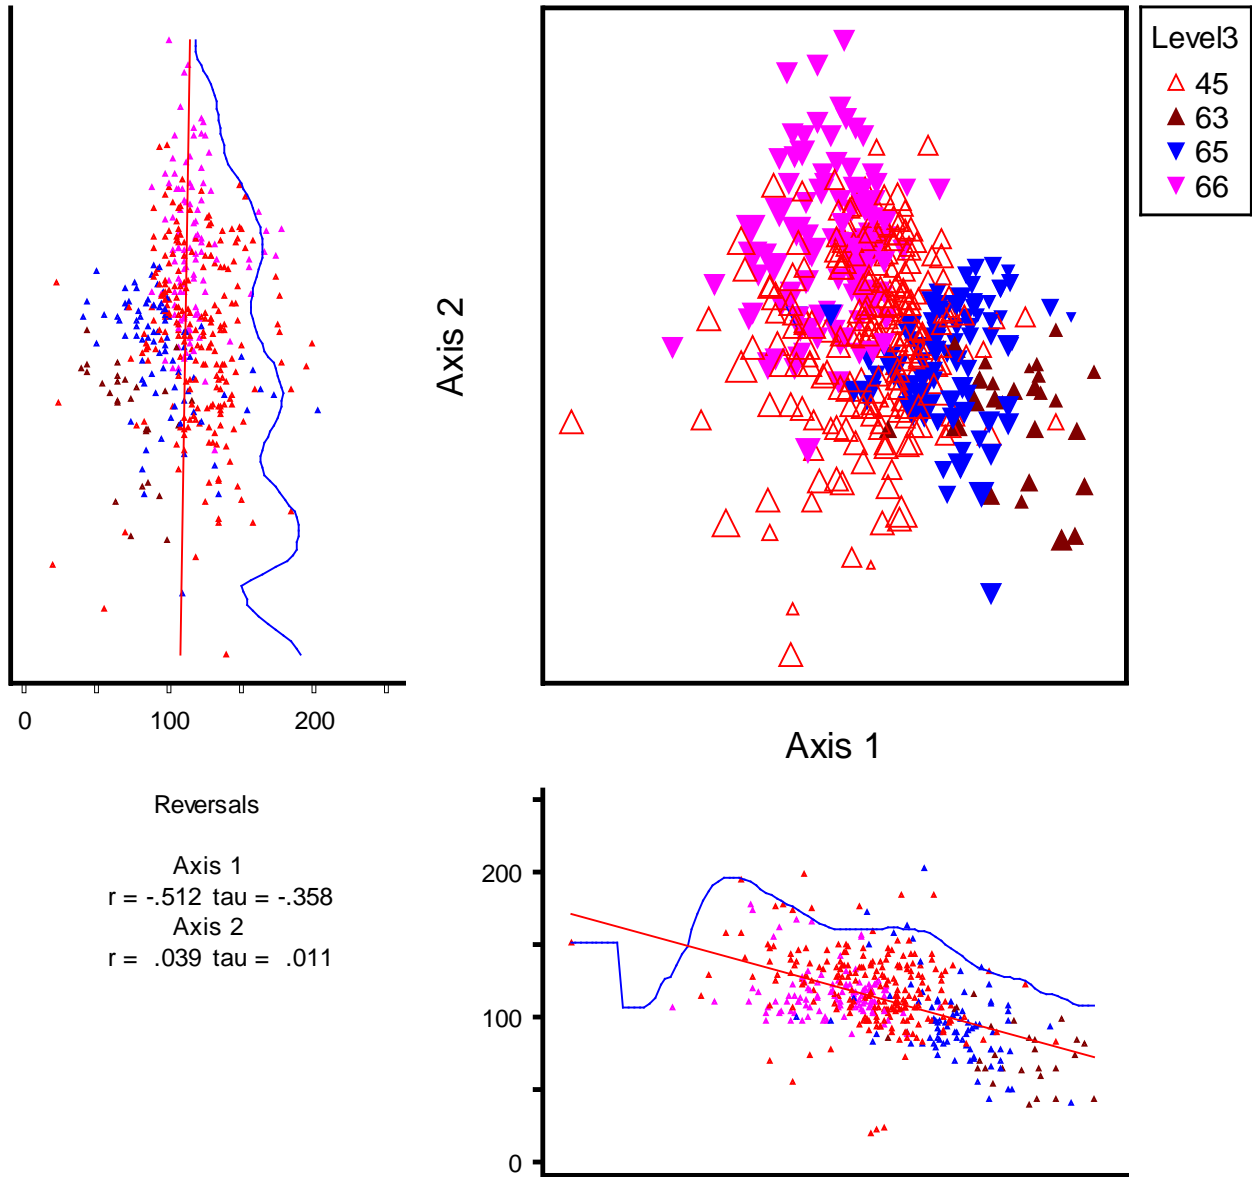 Level3
45
63
65
66
Axis 2
0 100 200
Axis 1
Reversals
Axis 1
r = -.512 tau = -.358
Axis 2
r = .039 tau = .011
200
100
0